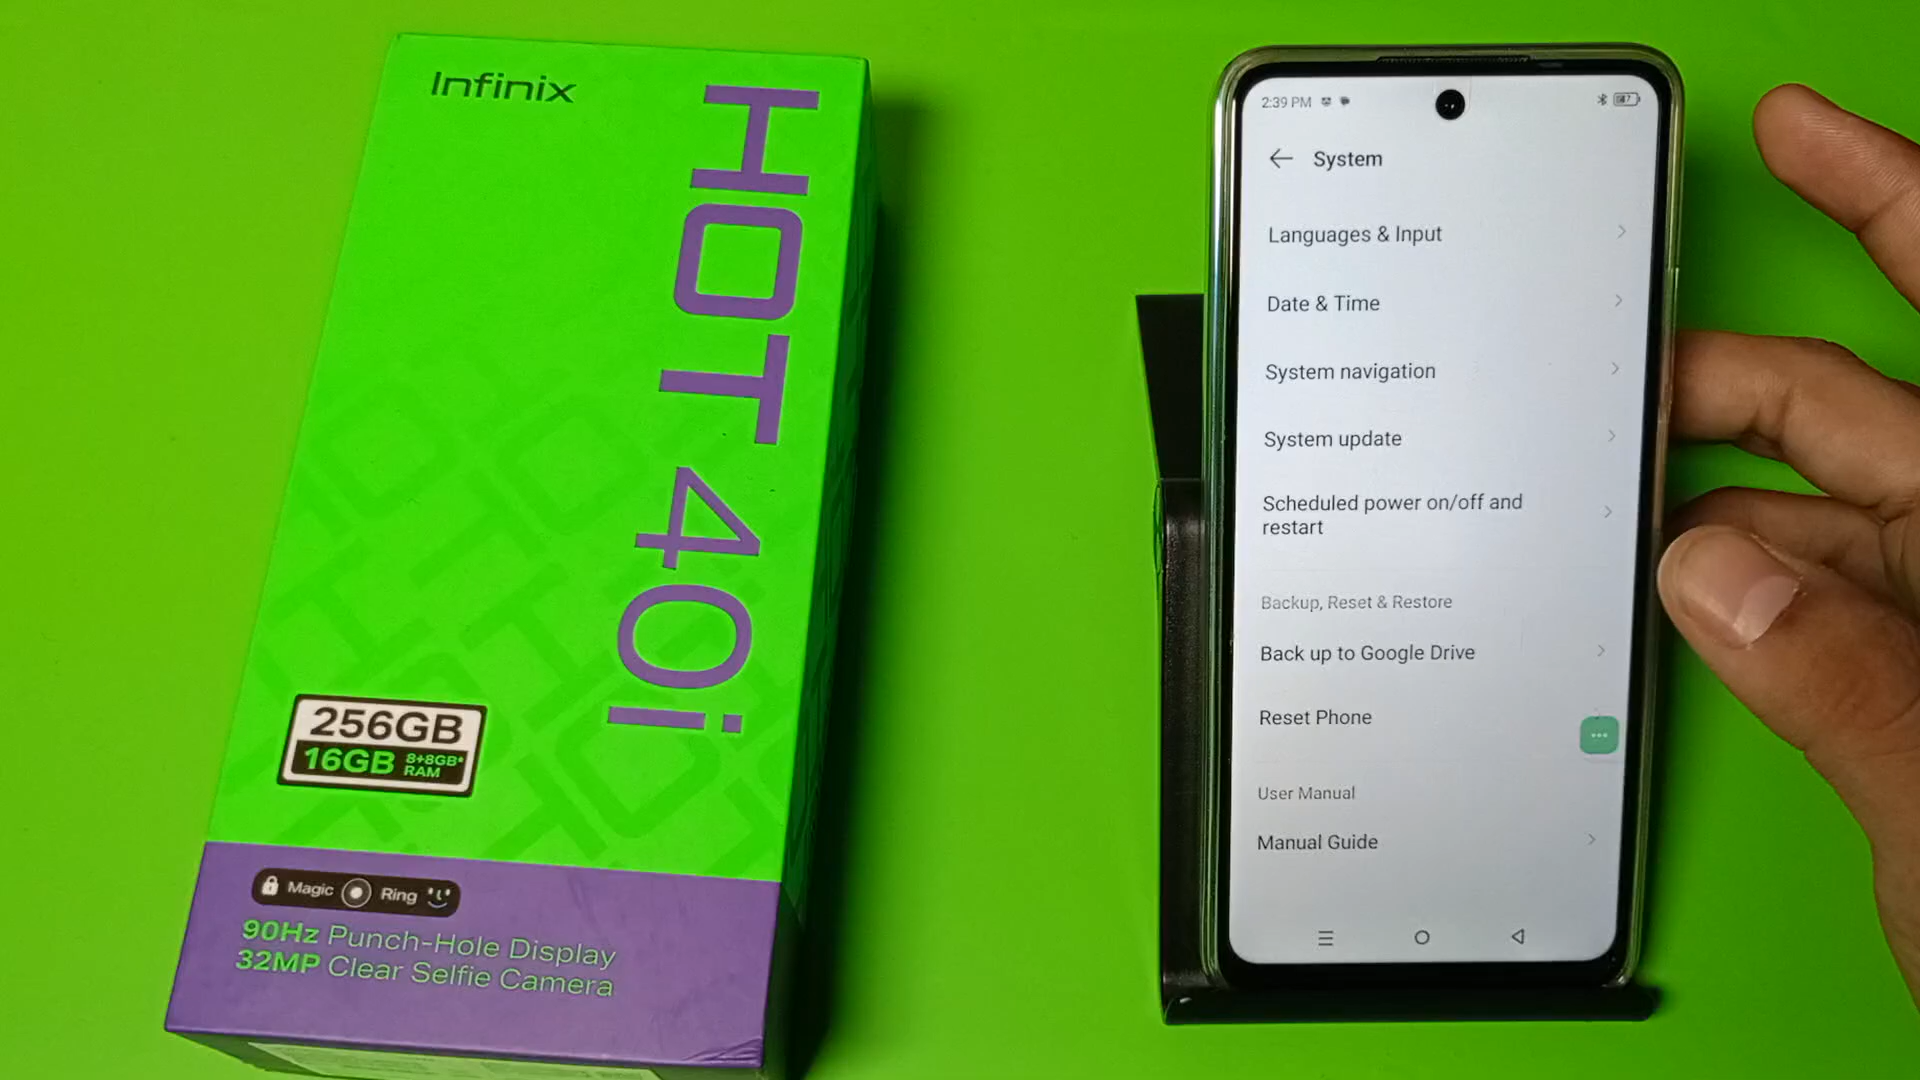 Infinix
HOT 40i
256GB
16GB 8+8GB*
RAM
Magic Ring
90Hz Punch-Hole Display
32MP Clear Selfie Camera
2:39 PM
System
Languages & Input
Date & Time
System navigation
System update
Scheduled power on/off and
restart
Backup, Reset & Restore
Back up to Google Drive
Reset Phone
User Manual
Manual Guide